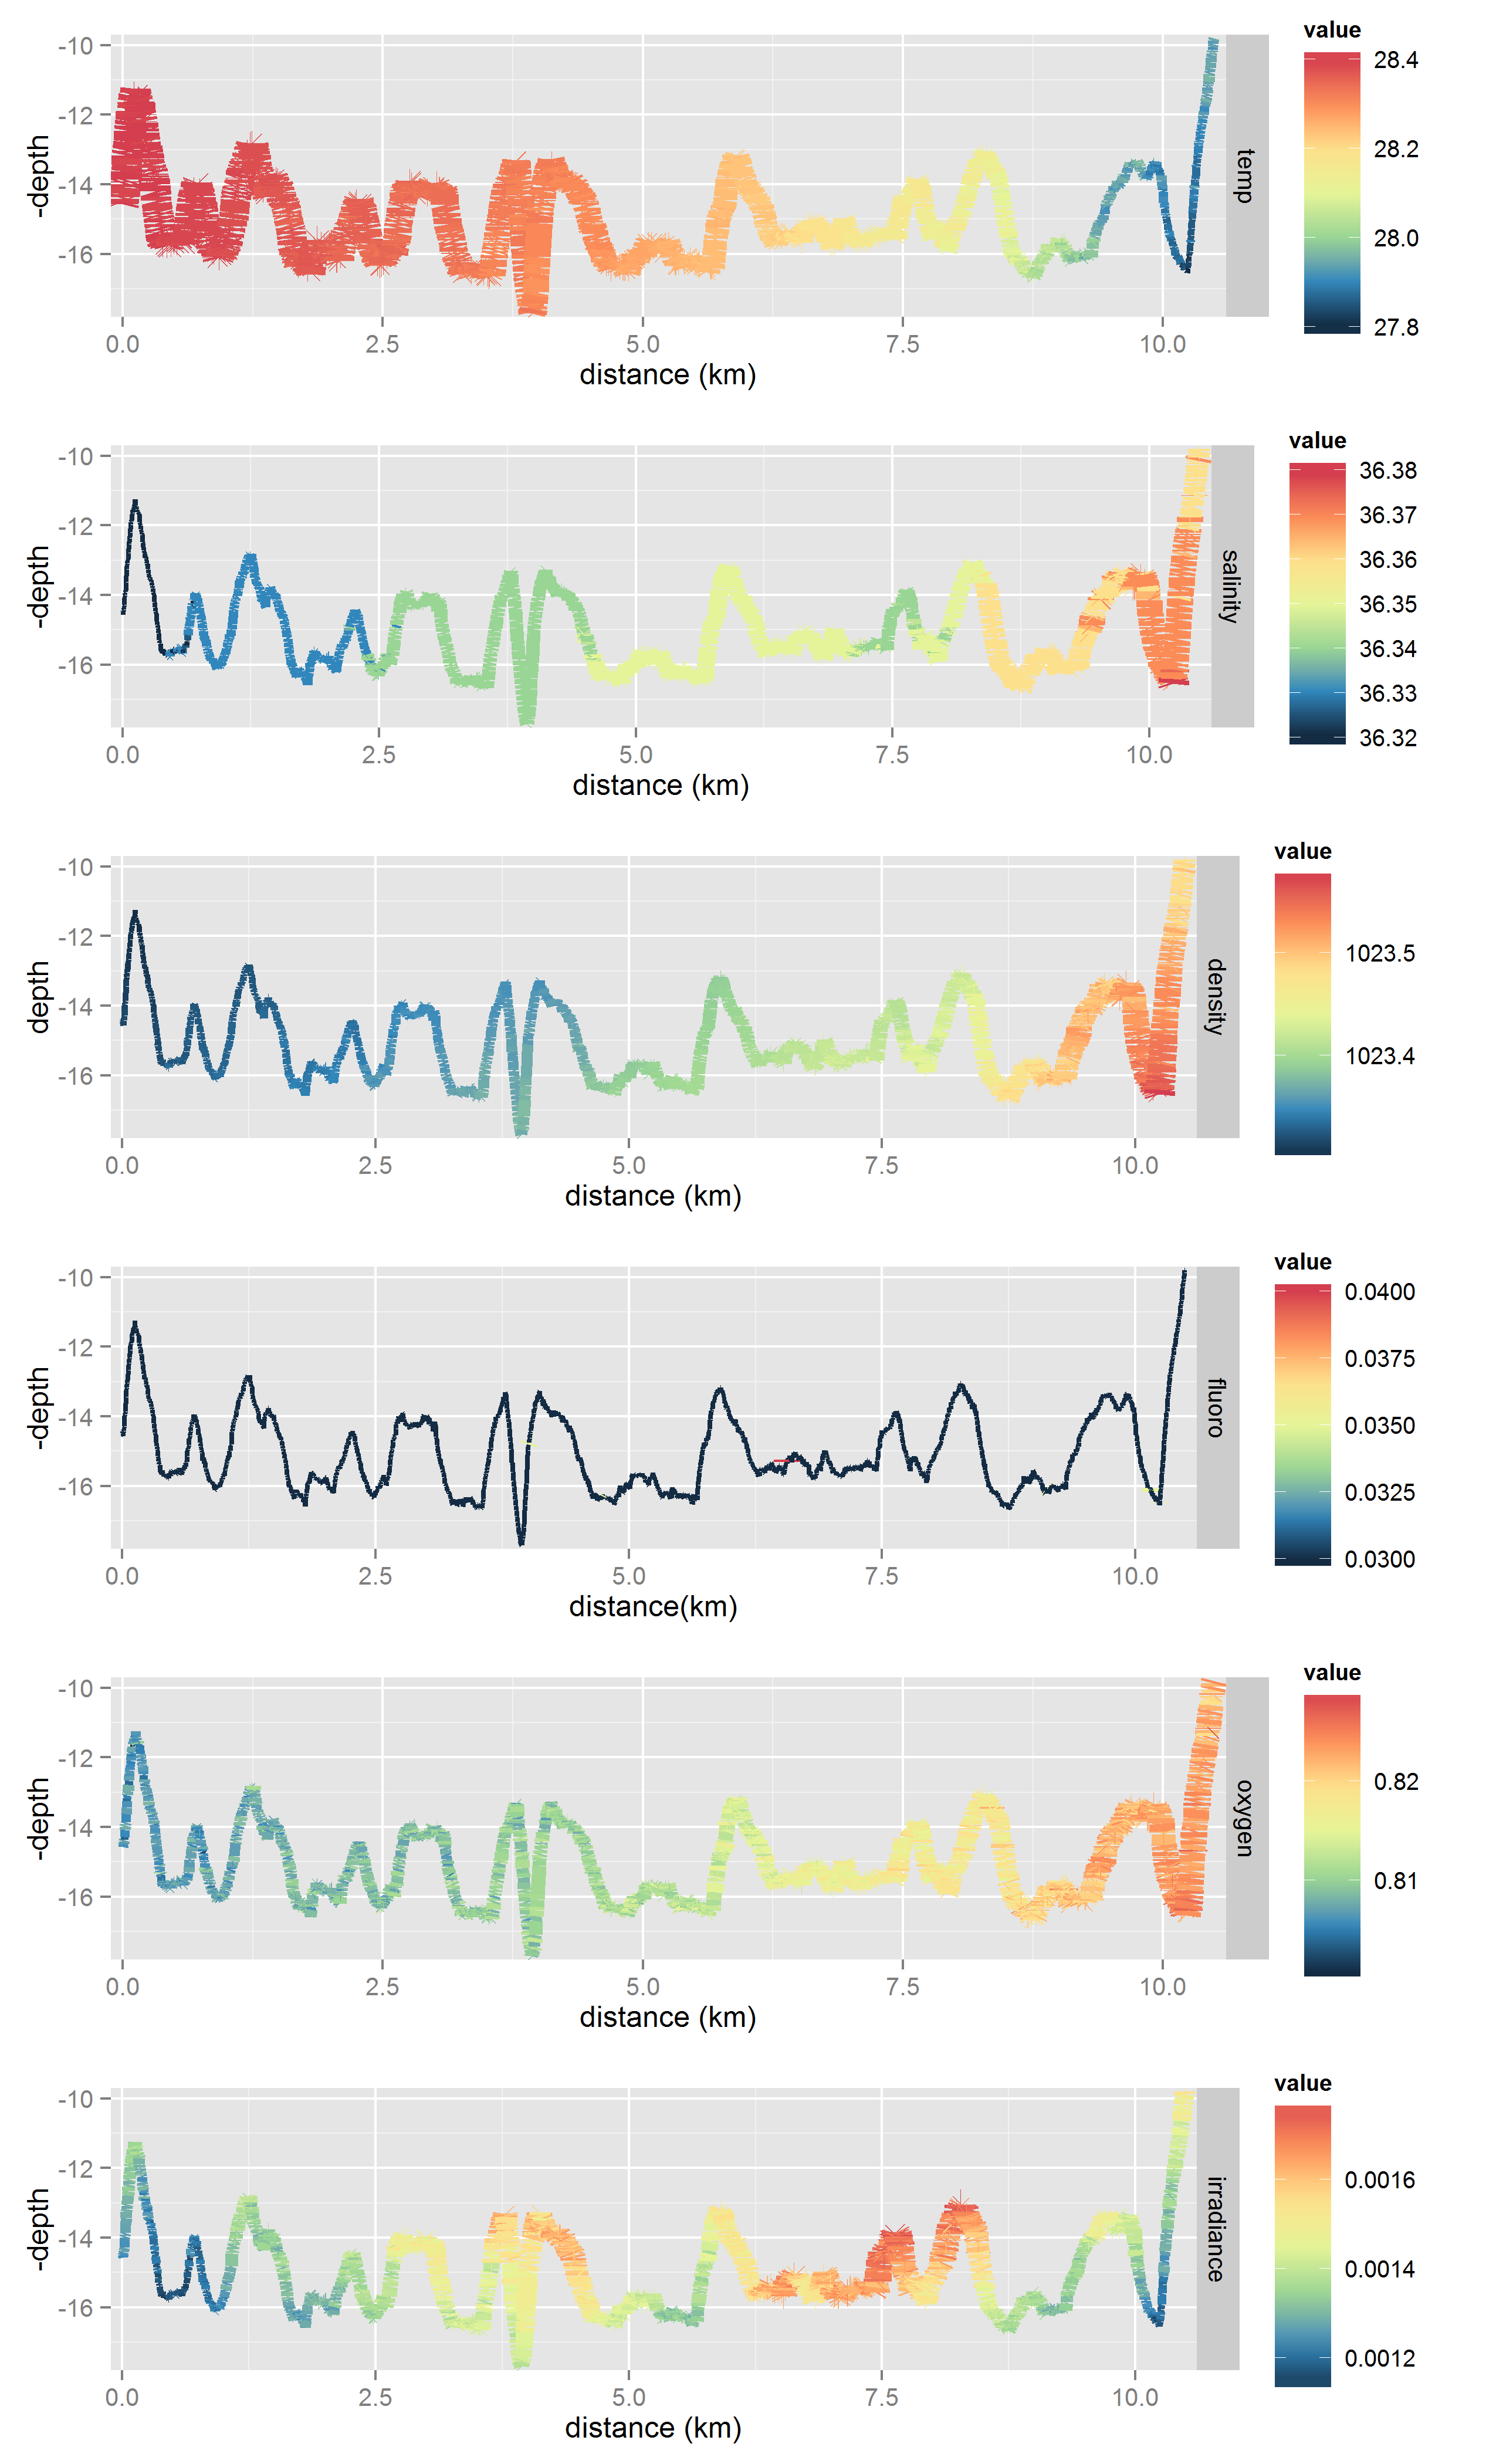 value
-10
-12
-14
-16
-depth
temp
28.4
28.2
28.0
27.8
0.0 2.5 5.0 7.5 10.0
distance (km)
value
-10
-12
-14
-16
-depth
salinity
36.38
36.37
36.36
36.35
36.34
36.33
36.32
0.0 2.5 5.0 7.5 10.0
distance (km)
value
-10
-12
-14
-16
depth
density
1023.5
1023.4
0.0 2.5 5.0 7.5 10.0
distance (km)
value
-10
-12
-14
-16
-depth
fluoro
0.0400
0.0375
0.0350
0.0325
0.0300
0.0 2.5 5.0 7.5 10.0
distance(km)
value
-10
-12
-14
-16
-depth
oxygen
0.82
0.81
0.0 2.5 5.0 7.5 10.0
distance (km)
value
-10
-12
-14
-16
-depth
irradiance
0.0016
0.0014
0.0012
0.0 2.5 5.0 7.5 10.0
distance (km)